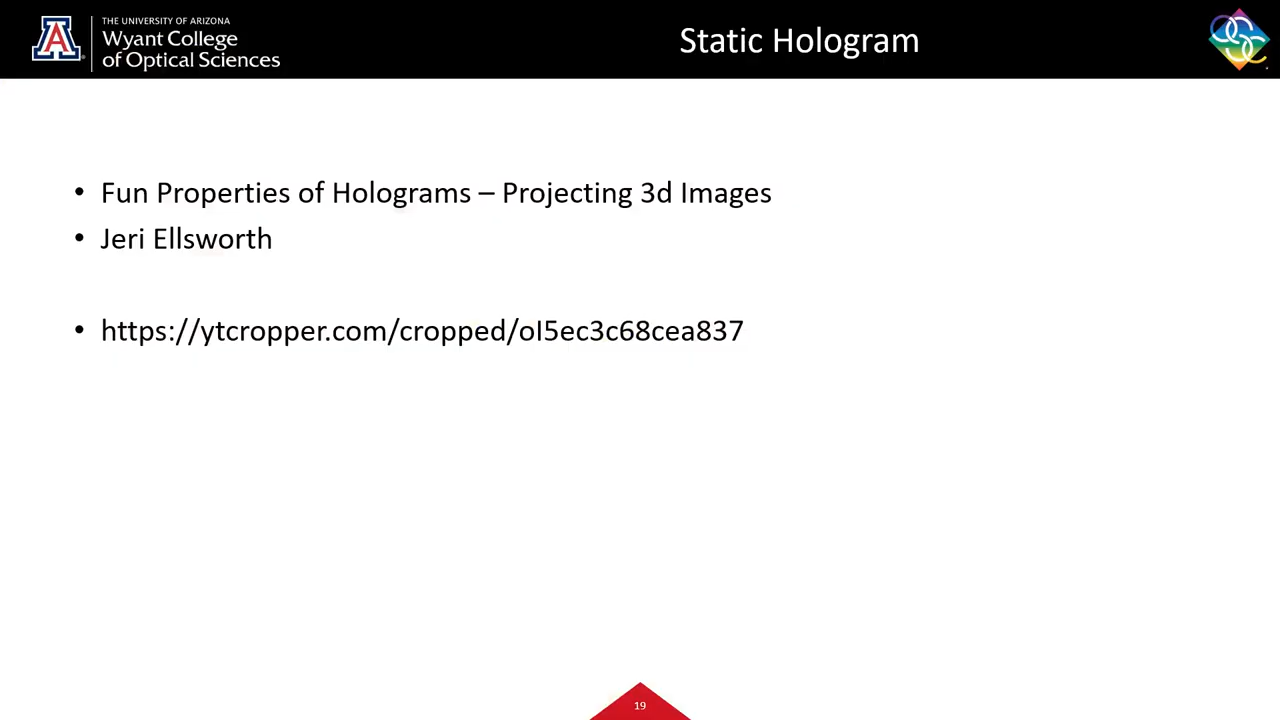 THE UNIVERSITY OF ARIZONA
Wyant College
of Optical Sciences
Static Hologram
• Fun Properties of Holograms – Projecting 3d Images
• Jeri Ellsworth
• https://ytcropper.com/cropped/oI5ec3c68cea837
19